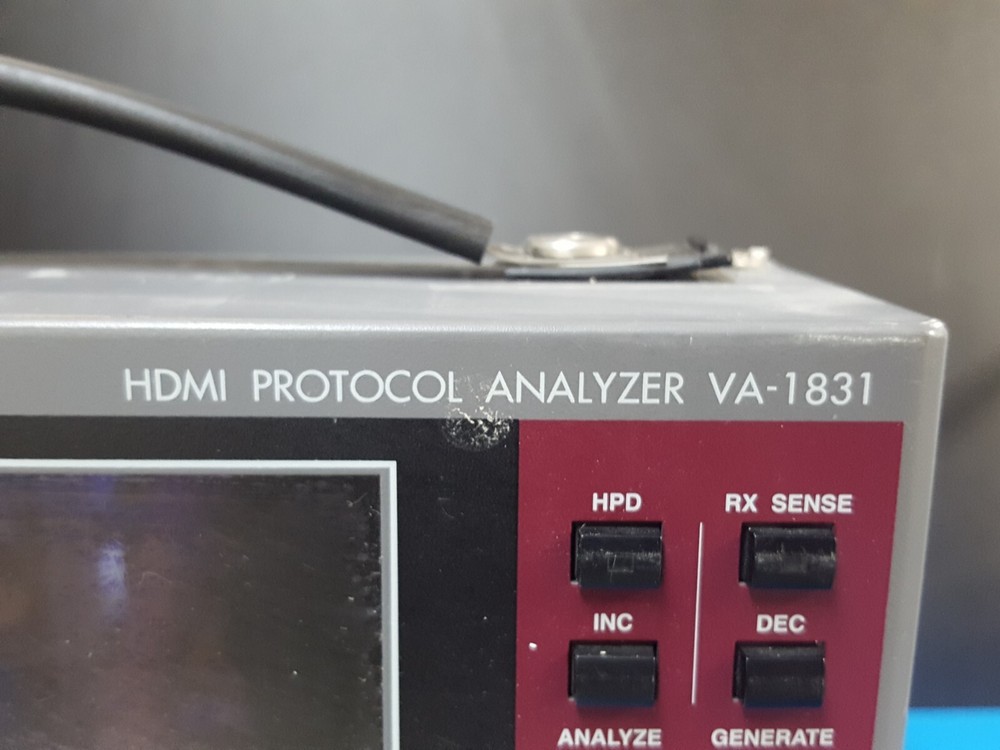 HDMI PROTOCOL ANALYZER VA-1831
HPD RX SENSE
INC DEC
ANALYZE GENERATE